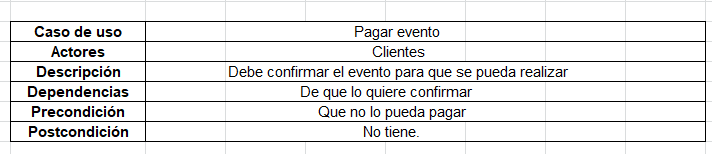 Caso de uso Pagar evento
Actores Clientes
Descripción Debe confirmar el evento para que se pueda realizar
Dependencias De que lo quiere confirmar
Precondición Que no lo pueda pagar
Postcondición No tiene.